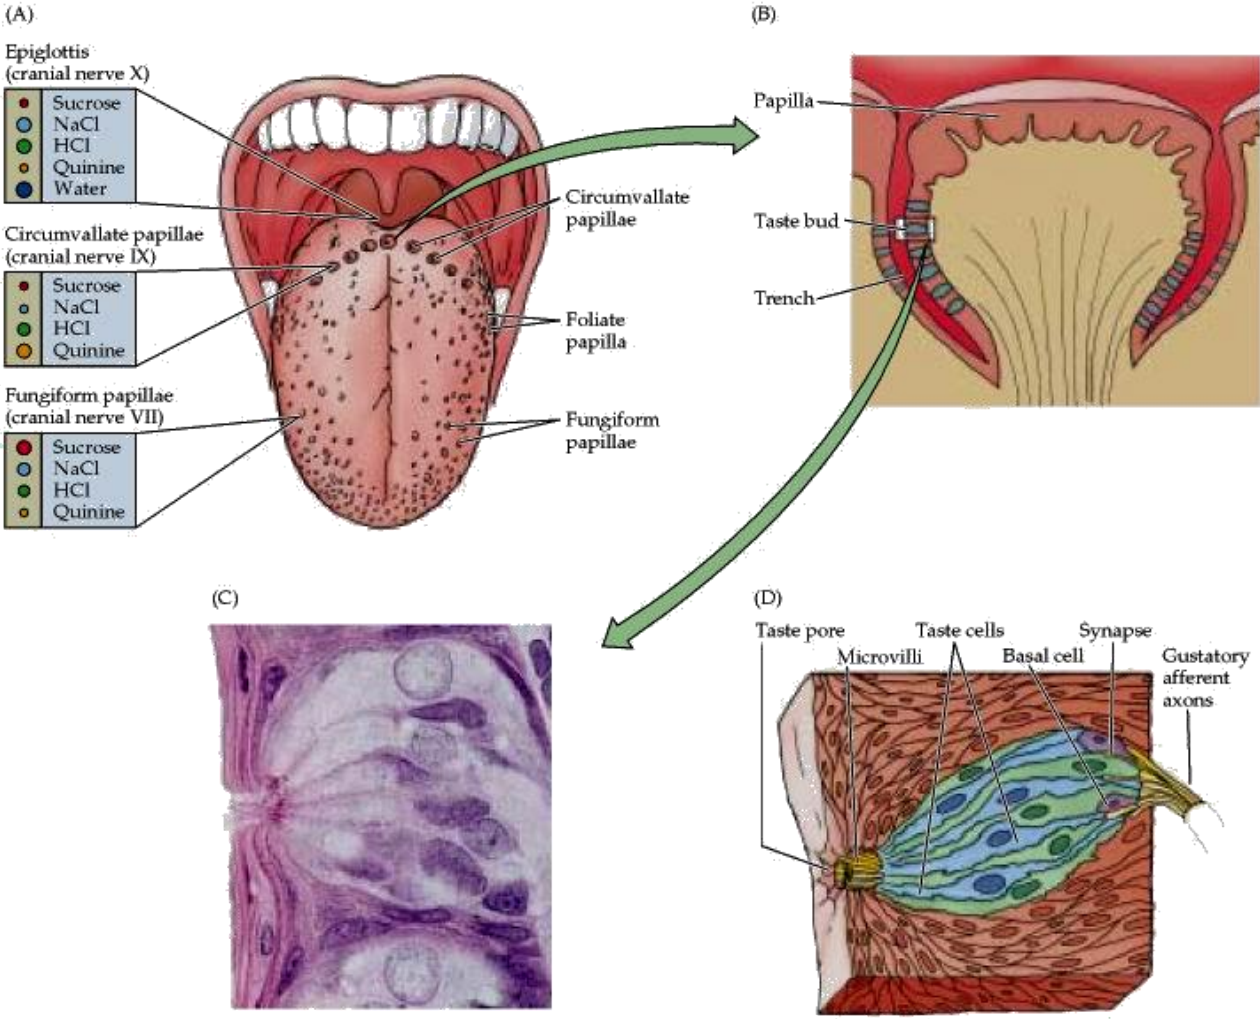 (A)
Epiglottis
(cranial nerve X)
Sucrose
NaCl
HCl
Quinine
Water
Circumvallate papillae
(cranial nerve IX)
Sucrose
NaCl
HCl
Quinine
Fungiform papillae
(cranial nerve VII)
Sucrose
NaCl
HCl
Quinine
Circumvallate
papillae
Foliate
papilla
Fungiform
papillae
(B)
Papilla
Taste bud
Trench
(C)
(D)
Taste pore
Microvilli
Taste cells
Basal cell
Synapse
Gustatory
afferent
axons